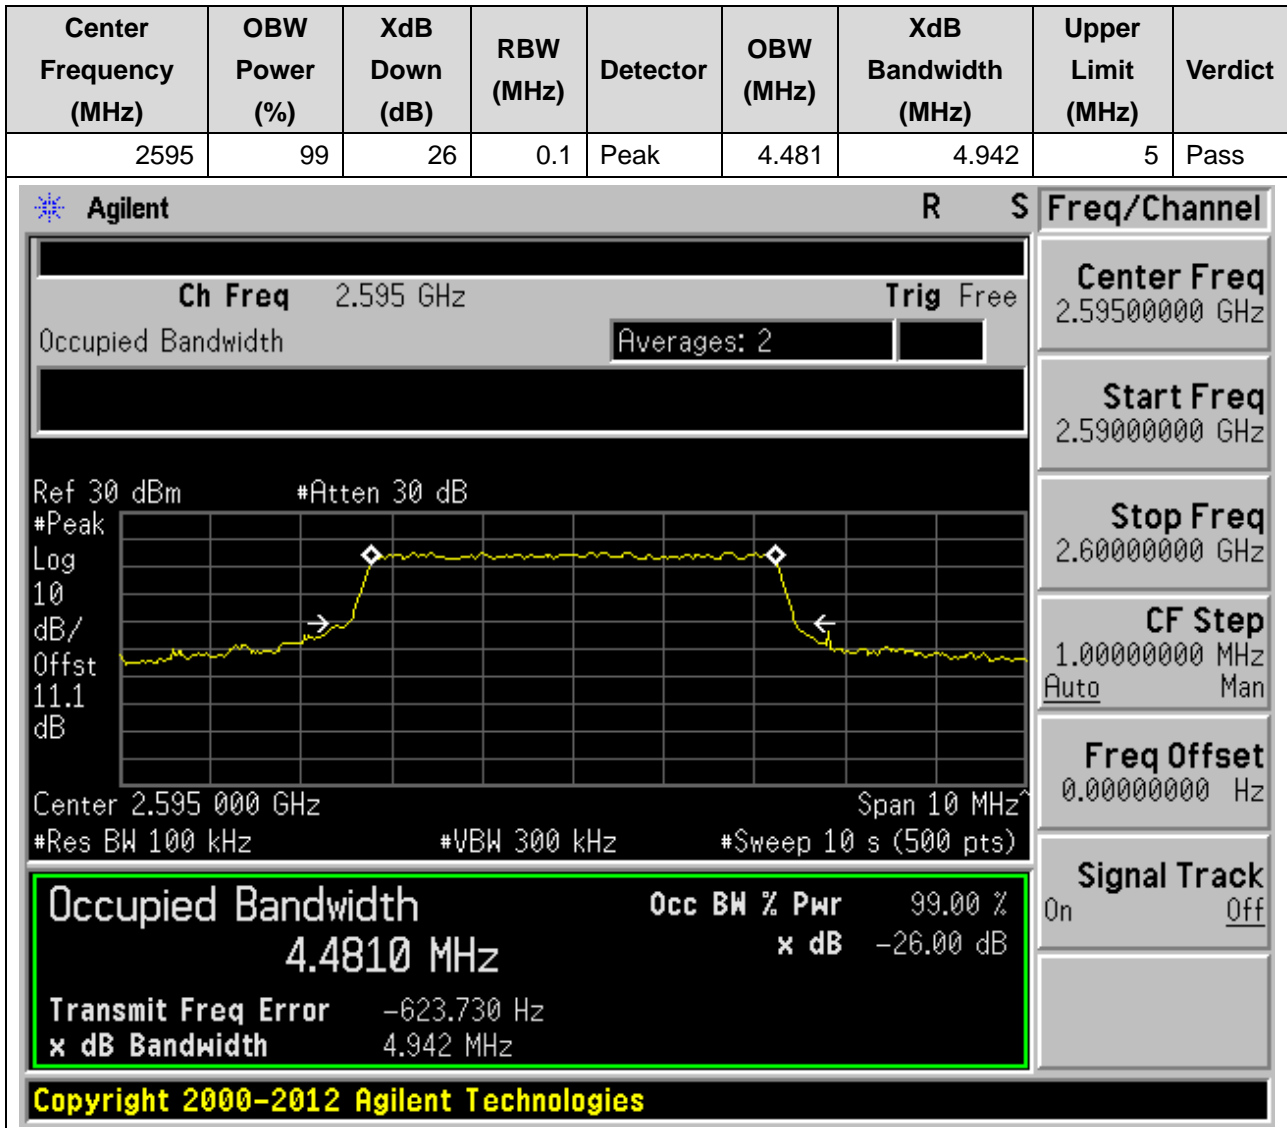 Center Frequency (MHz) OBW Power (%) XdB Down (dB) RBW (MHz) Detector OBW (MHz) XdB Bandwidth (MHz) Upper Limit (MHz) Verdict
2595 99 26 0.1 Peak 4.481 4.942 5 Pass
Agilent R S Freq/Channel
Ch Freq 2.595 GHz Trig Free
Occupied Bandwidth Averages: 2
Center Freq
2.59500000 GHz
Start Freq
2.59000000 GHz
Stop Freq
2.60000000 GHz
CF Step
1.00000000 MHz
Auto Man
Freq Offset
0.00000000 Hz
Signal Track
On Off
Ref 30 dBm #Atten 30 dB
#Peak
Log
10
dB/
Offst
11.1
dB
Center 2.595 000 GHz Span 10 MHz^
#Res BW 100 kHz #VBW 300 kHz #Sweep 10 s (500 pts)
Occupied Bandwidth Occ BW % Pwr 99.00 %
4.4810 MHz x dB -26.00 dB
Transmit Freq Error -623.730 Hz
x dB Bandwidth 4.942 MHz
Copyright 2000-2012 Agilent Technologies